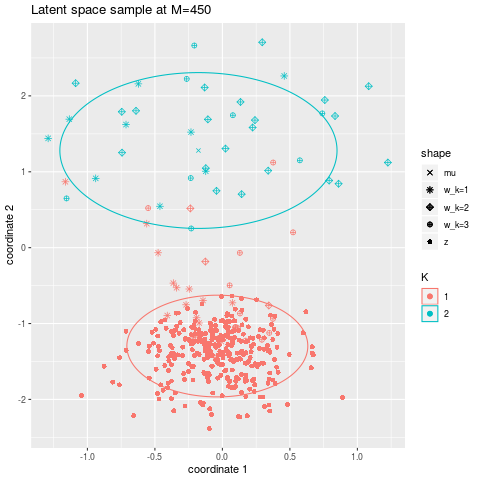 Latent space sample at M=450
coordinate 2
2
1
0
-1
-2
-1.0
-0.5
0.0
0.5
1.0
coordinate 1
shape
mu
w_k=1
w_k=2
w_k=3
z
K
1
2